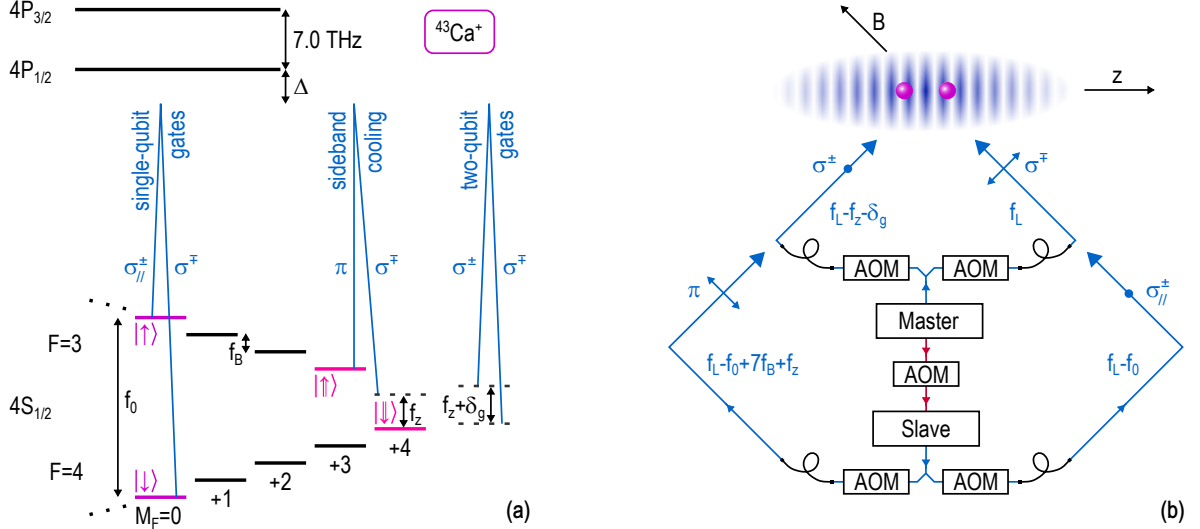 4P3/2
4P1/2
7.0 THz
Δ
43Ca+
single-qubit
gates
sideband
cooling
two-qubit
gates
σ//±
σ∓
π
σ∓
σ±
σ∓
F=3
4S1/2
F=4
f0
|↑⟩
|↓⟩
fB
|⇑⟩
|⇓⟩
fz
fz+δg
MF=0
+1
+2
+3
+4
(a)
B
z
σ±
σ∓
fL-fz-δg
fL
AOM
AOM
π
σ//±
Master
AOM
fL-f0+7fB+fz
fL-f0
Slave
AOM
AOM
(b)